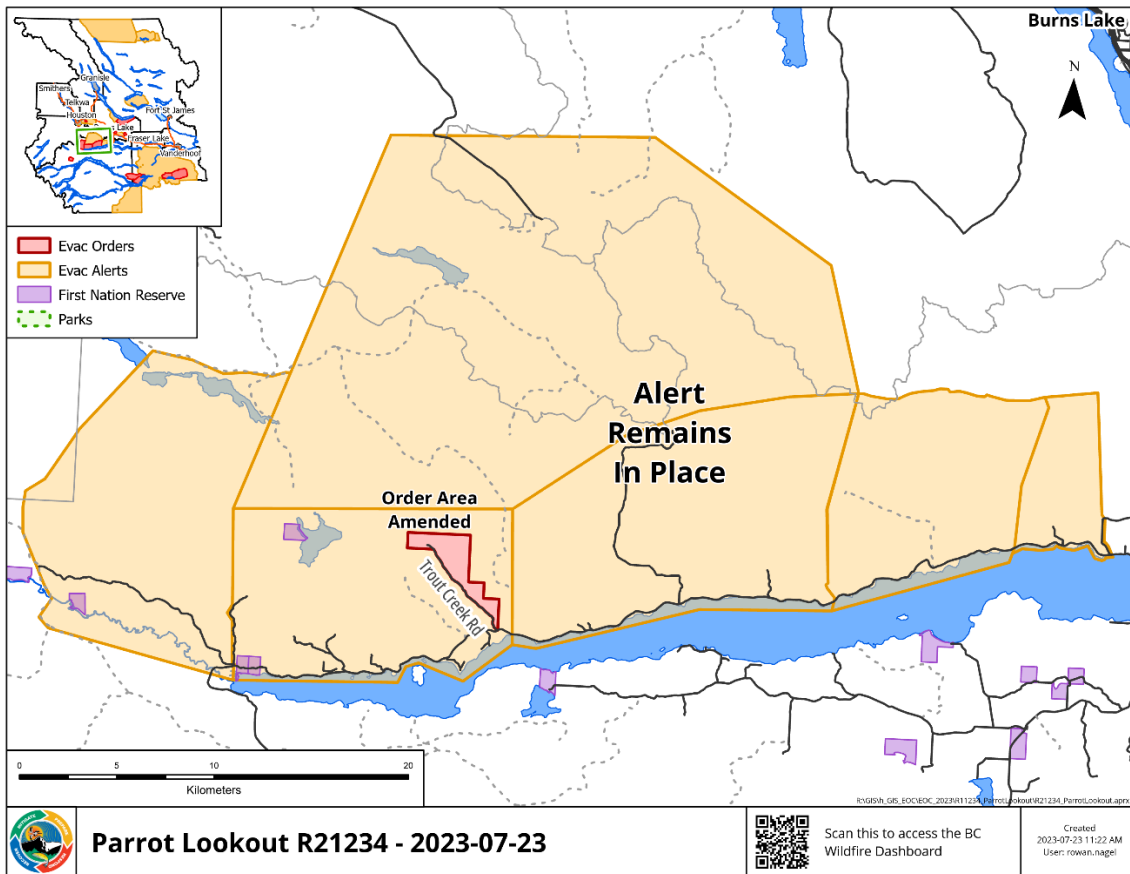 Burns Lake
N
Granisle
Smithers
Telkwa
Houston
Fort St James
Lake
Fraser Lake
Vanderhoof
Evac Orders
Evac Alerts
First Nation Reserve
Parks
Alert
Remains
In Place
Order Area
Amended
Trout Creek Rd
0 5 10 20
Kilometers
R:\GIS\h_GIS_EOC\EOC_2023\R11234_ParrotLookout\R21234_ParrotLookout.aprx
Parrot Lookout R21234 - 2023-07-23
Scan this to access the BC
Wildfire Dashboard
Created
2023-07-23 11:22 AM
User: rowan.nagel